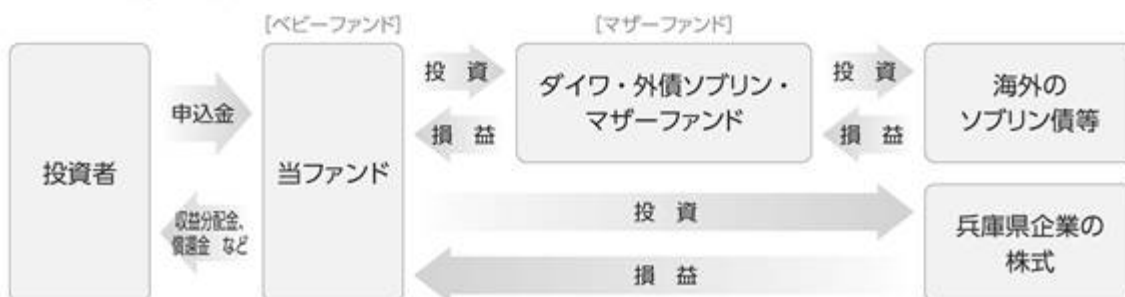 [ベビーファンド]
[マザーファンド]
投資者
申込金
収益分配金、
償還金 など
当ファンド
投 資
損 益
ダイワ・外債ソブリン・
マザーファンド
投 資
損 益
海外の
ソブリン債等
投 資
損 益
兵庫県企業の
株式